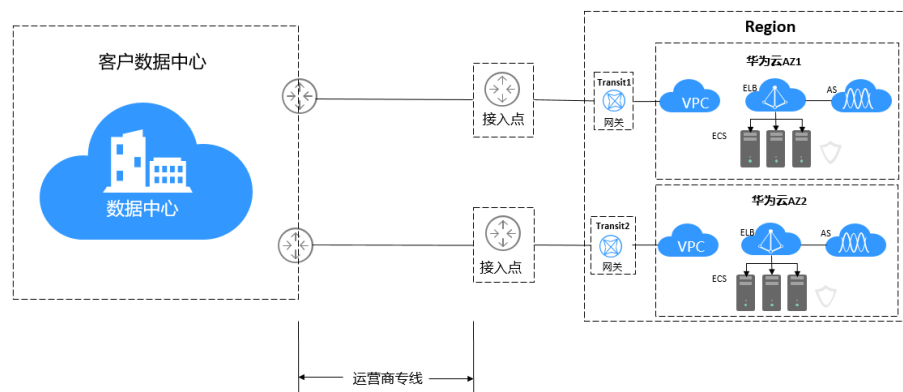 Region
客户数据中心
数据中心
接入点
Transit1
网关
华为云AZ1
VPC
ELB
AS
ECS
接入点
Transit2
网关
华为云AZ2
VPC
ELB
AS
ECS
运营商专线